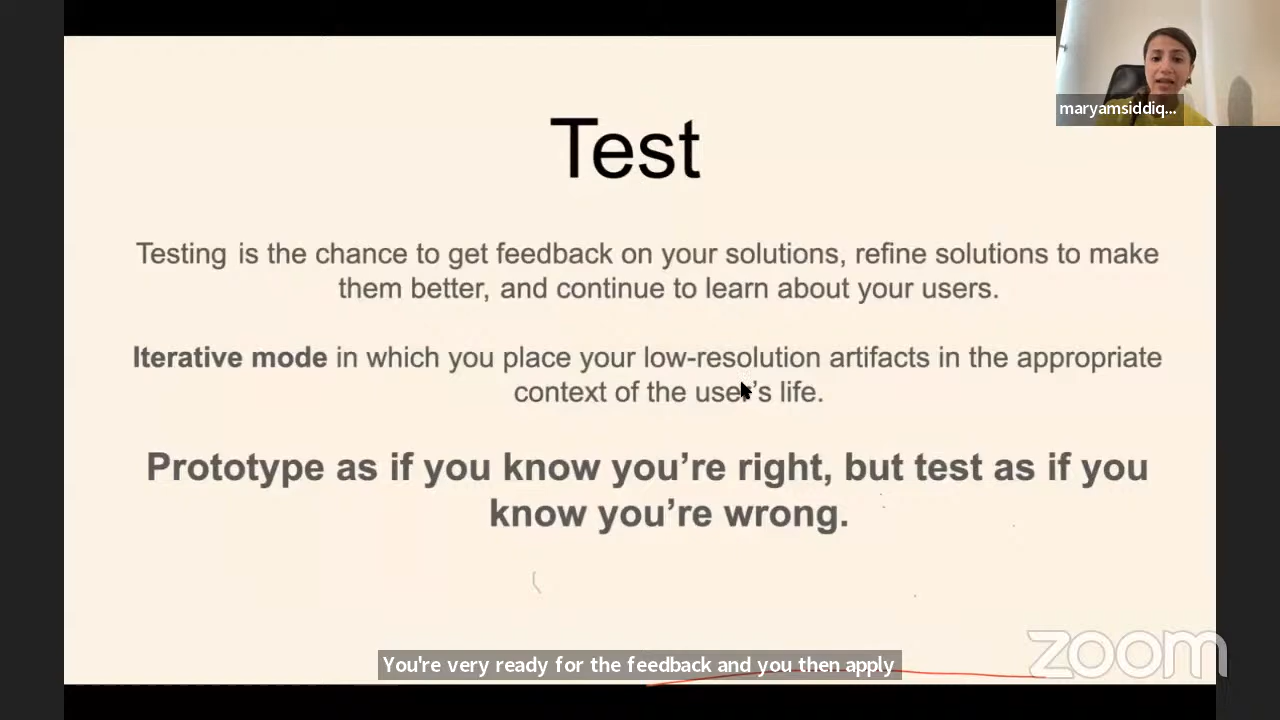 maryamsiddiq...
Test
Testing is the chance to get feedback on your solutions, refine solutions to make
them better, and continue to learn about your users.
Iterative mode in which you place your low-resolution artifacts in the appropriate
context of the user's life.
Prototype as if you know you're right, but test as if you
know you're wrong.
You're very ready for the feedback and you then apply
zoom